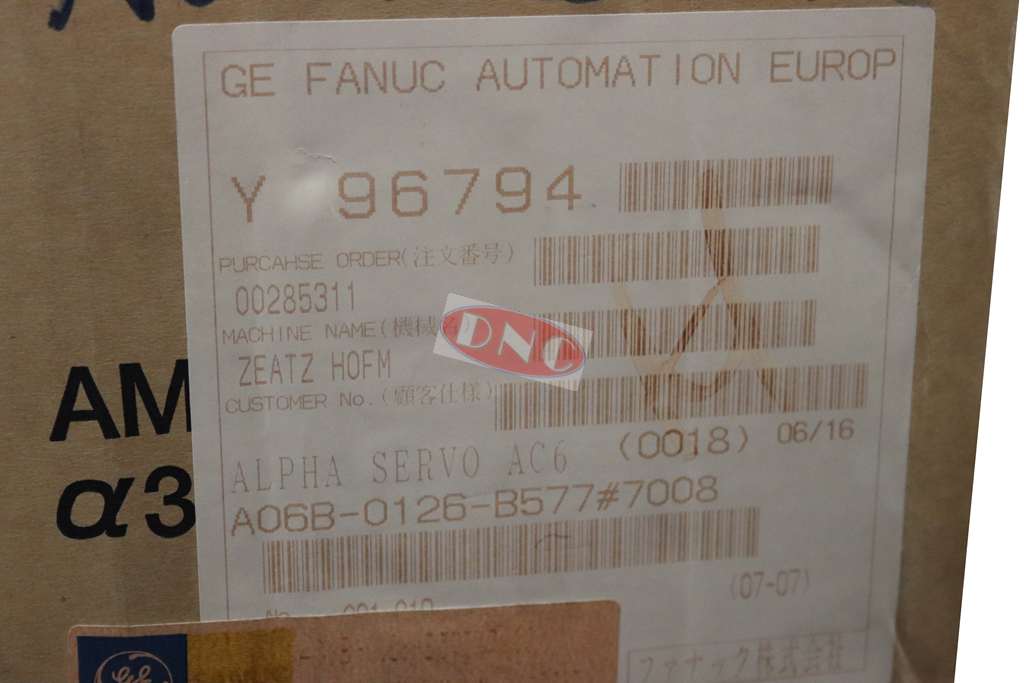 GE FANUC AUTOMATION EUROP
Y 96794
PURCAHSE ORDER(注文番号)
00285311
MACHINE NAME(機械
DNC
ZEATZ HOFM
CUSTOMER No.(顧客仕様)
ALPHA SERVO AC6 (0018) 06/16
AM
α3
A06B-0126-B577#7008
(07-07)
ファナック株式会社
GE